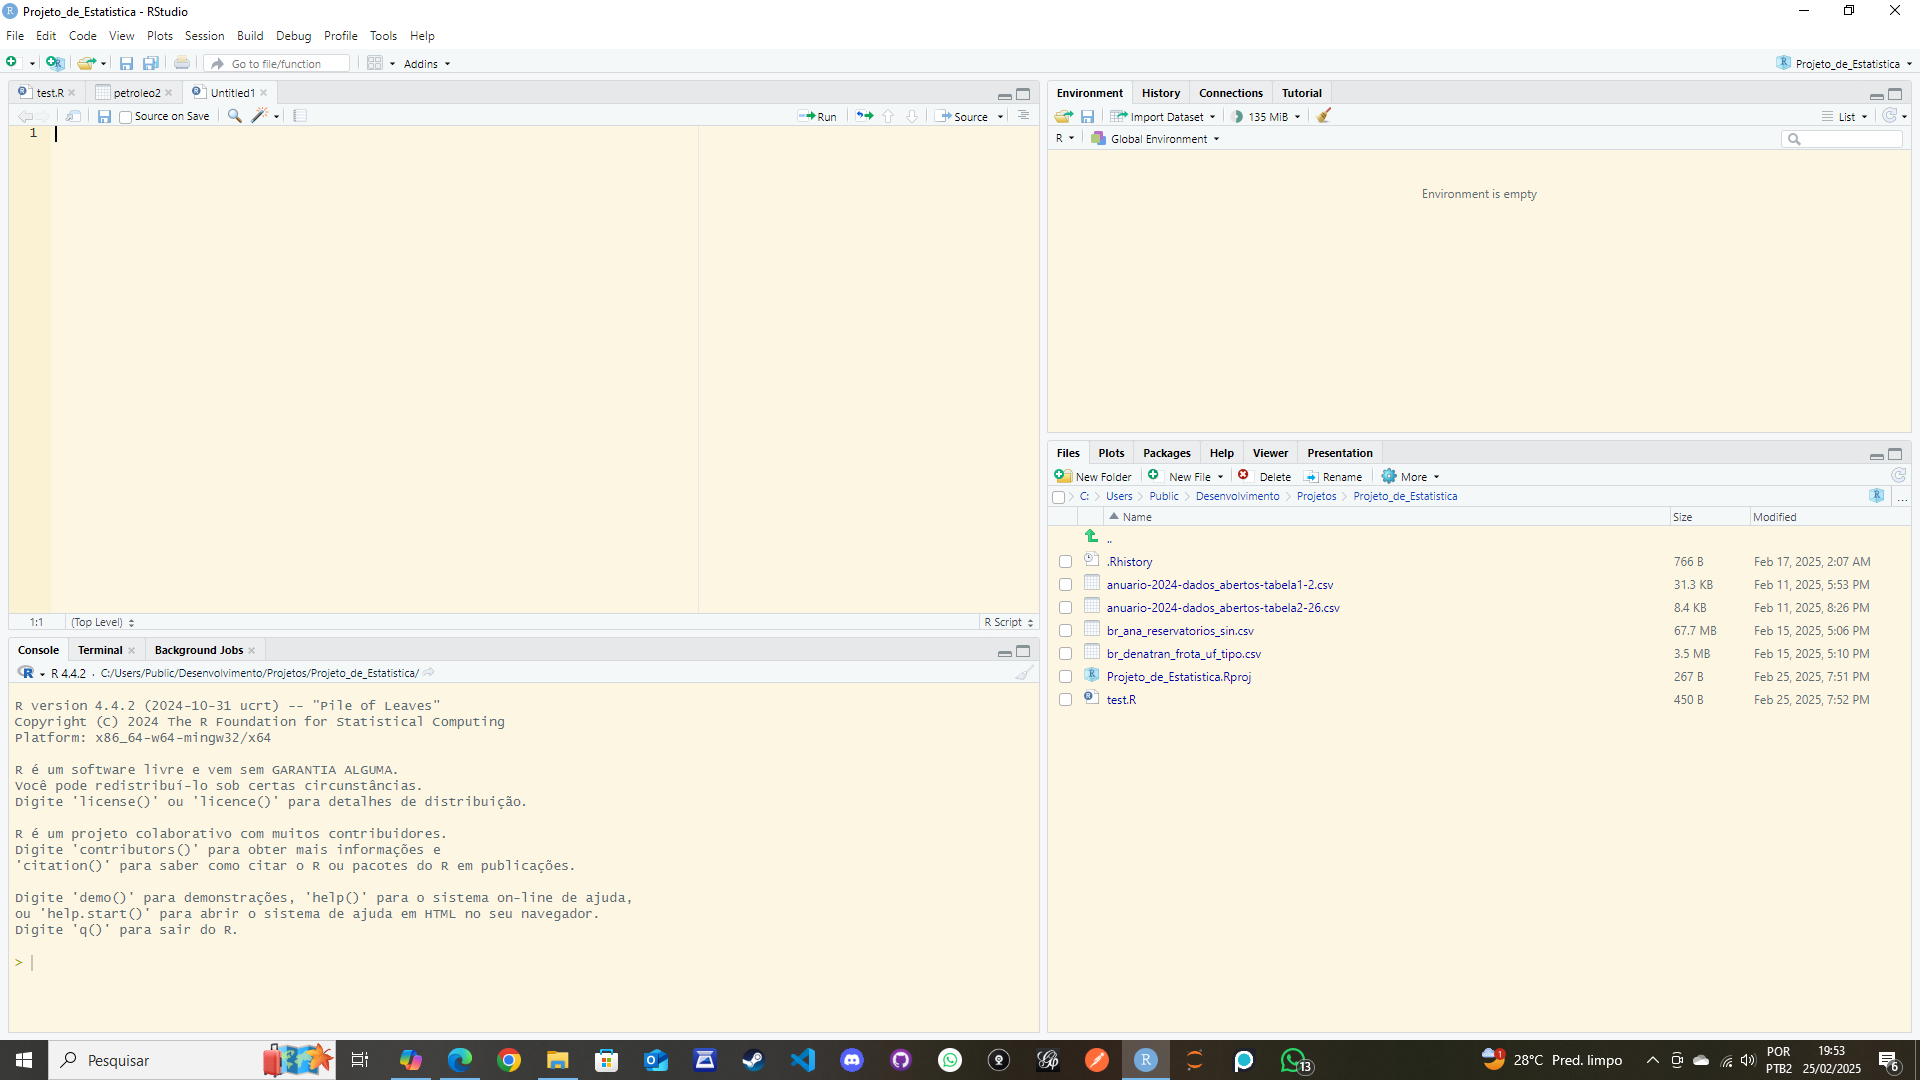 Projeto_de_Estatistica - RStudio
File Edit Code View Plots Session Build Debug Profile Tools Help
Go to file/function Addins Projeto_de_Estatistica
test.R petroleo2 Untitled1
Source on Save Run Source
1
1:1 (Top Level) R Script
Console Terminal Background Jobs
R 4.4.2 · C:/Users/Public/Desenvolvimento/Projetos/Projeto_de_Estatistica/
R version 4.4.2 (2024-10-31 ucrt) -- "Pile of Leaves"
Copyright (C) 2024 The R Foundation for Statistical Computing
Platform: x86_64-w64-mingw32/x64
R é um software livre e vem sem GARANTIA ALGUMA.
Você pode redistribuí-lo sob certas circunstâncias.
Digite 'license()' ou 'licence()' para detalhes de distribuição.
R é um projeto colaborativo com muitos contribuidores.
Digite 'contributors()' para obter mais informações e
'citation()' para saber como citar o R ou pacotes do R em publicações.
Digite 'demo()' para demonstrações, 'help()' para o sistema on-line de ajuda,
ou 'help.start()' para abrir o sistema de ajuda em HTML no seu navegador.
Digite 'q()' para sair do R.
>
Environment History Connections Tutorial
Import Dataset 135 MiB List
R Global Environment
Environment is empty
Files Plots Packages Help Viewer Presentation
New Folder New File Delete Rename More
C: Users Public Desenvolvimento Projetos Projeto_de_Estatistica ...
Name Size Modified
..
.Rhistory 766 B Feb 17, 2025, 2:07 AM
anuario-2024-dados_abertos-tabela1-2.csv 31.3 KB Feb 11, 2025, 5:53 PM
anuario-2024-dados_abertos-tabela2-26.csv 8.4 KB Feb 11, 2025, 8:26 PM
br_ana_reservatorios_sin.csv 67.7 MB Feb 15, 2025, 5:06 PM
br_denatran_frota_uf_tipo.csv 3.5 MB Feb 15, 2025, 5:10 PM
Projeto_de_Estatistica.Rproj 267 B Feb 25, 2025, 7:51 PM
test.R 450 B Feb 25, 2025, 7:52 PM
Pesquisar 13 1 28°C Pred. limpo POR 19:53
PTB2 25/02/2025 6